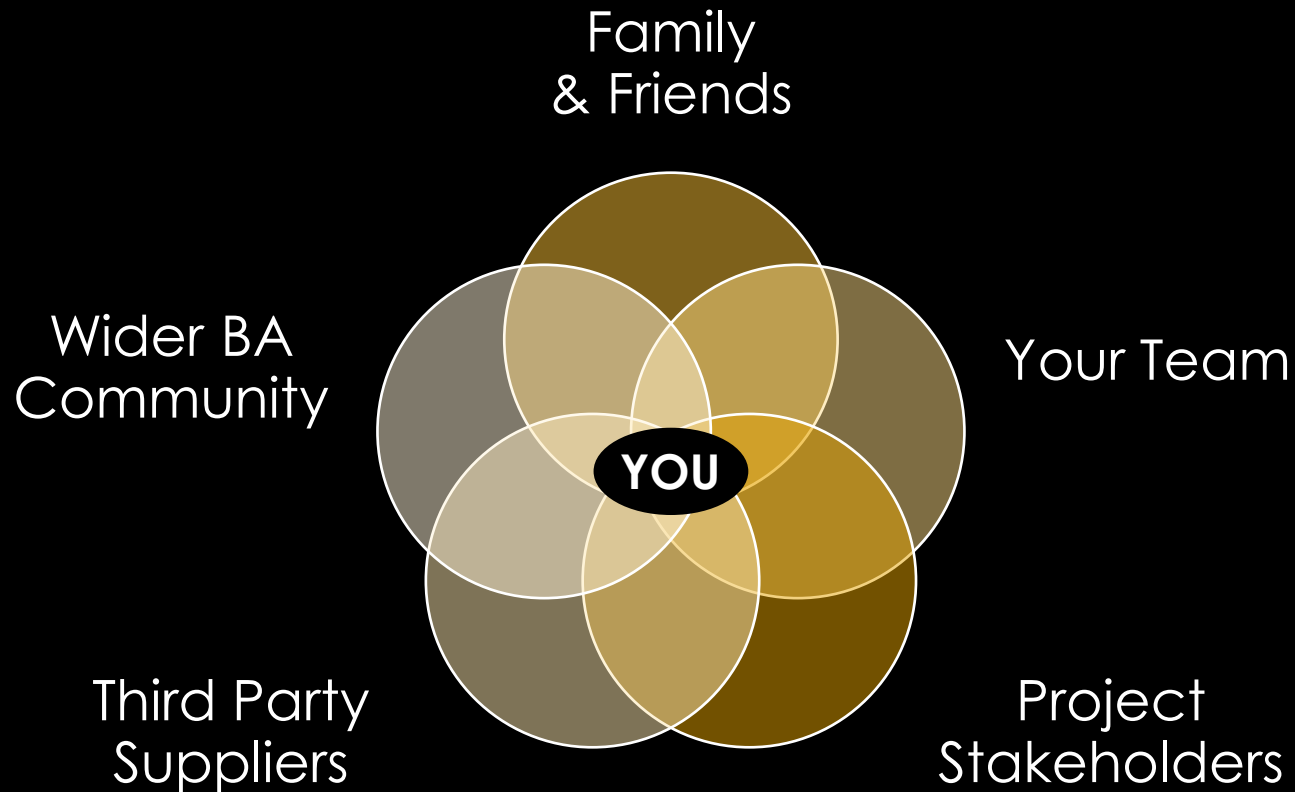 Family
& Friends
Wider BA
Community
Your Team
YOU
Third Party
Suppliers
Project
Stakeholders